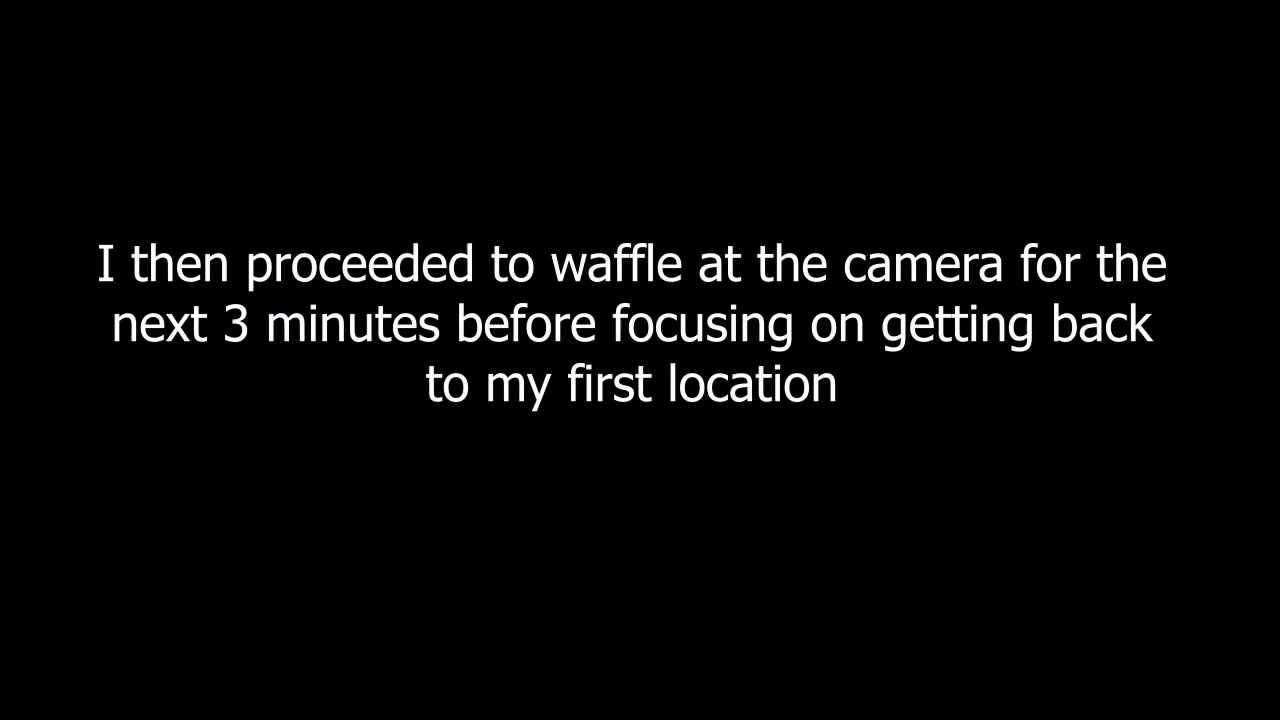 I then proceeded to waffle at the camera for the
next 3 minutes before focusing on getting back
to my first location